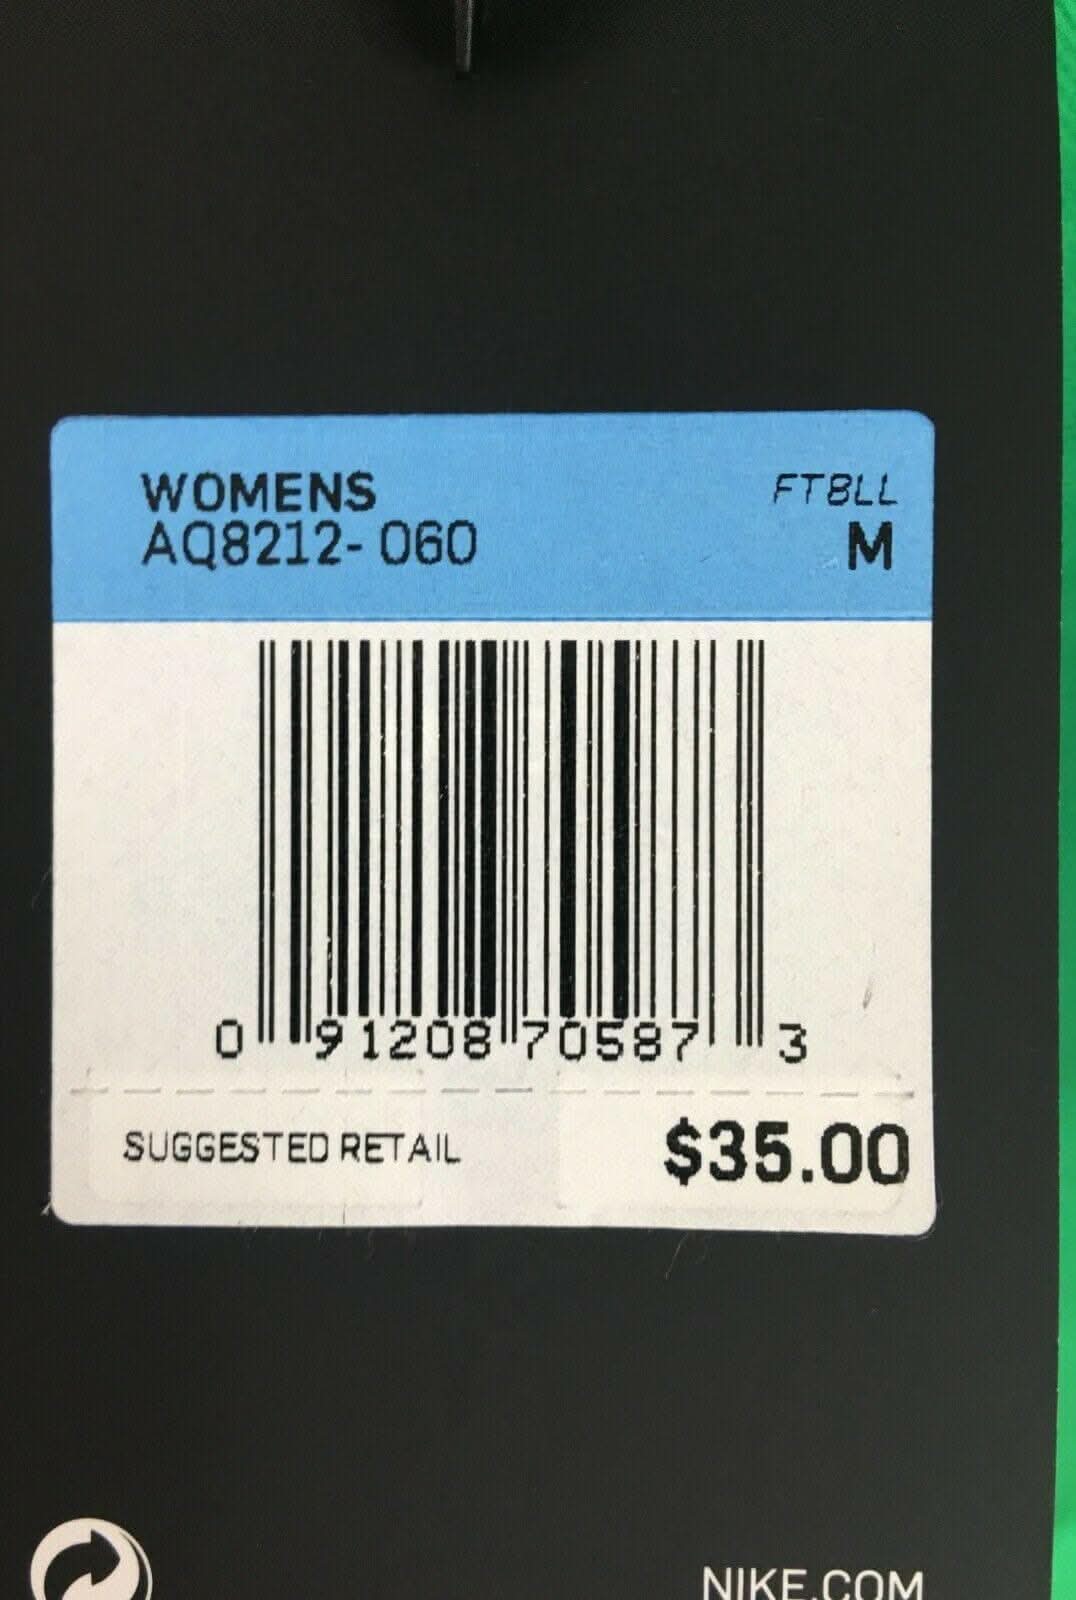 WOMENS FTBLL
AQ8212-060 M
0 91208 70587 3
SUGGESTED RETAIL $35.00
NIKE.COM